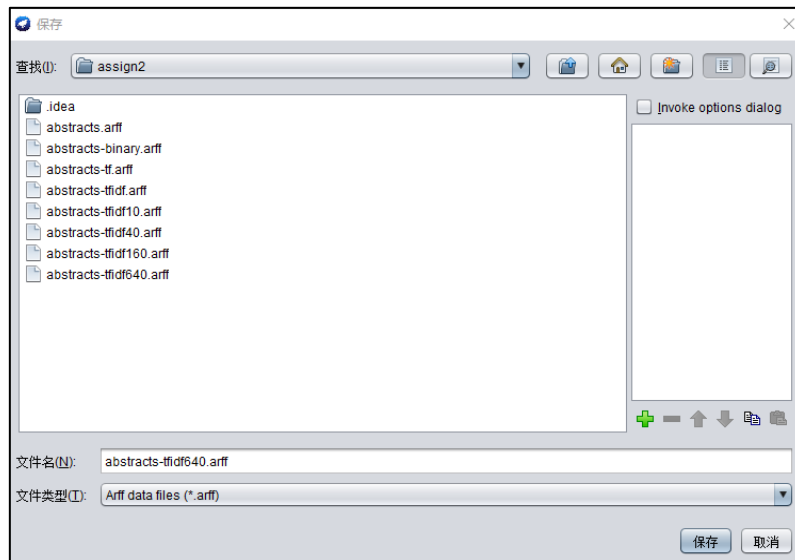 保存
查找(I): assign2
.idea
Invoke options dialog
abstracts.arff
abstracts-binary.arff
abstracts-tf.arff
abstracts-tfidf.arff
abstracts-tfidf10.arff
abstracts-tfidf40.arff
abstracts-tfidf160.arff
abstracts-tfidf640.arff
文件名(N): abstracts-tfidf640.arff
文件类型(T): Arff data files (*.arff)
保存 取消